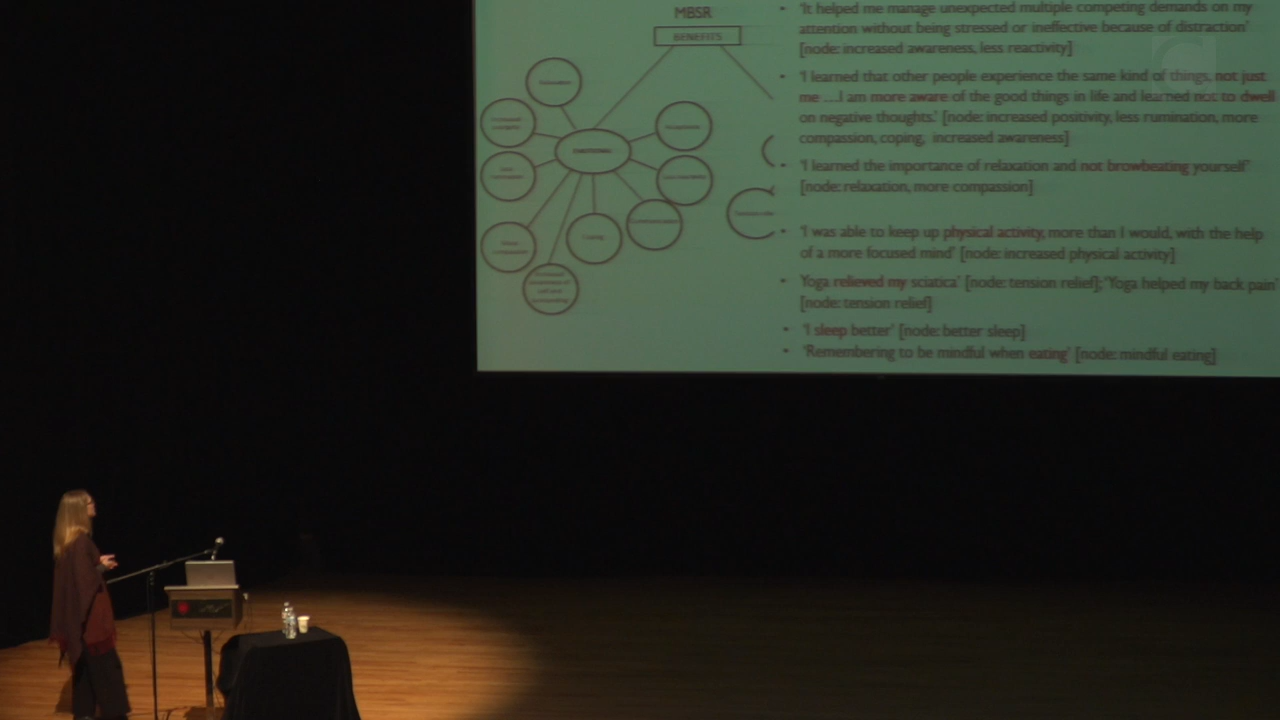 MBSR
BENEFITS
• 'It helped me manage unexpected multiple competing demands on my
attention without being stressed or ineffective because of distraction'
[node: increased awareness, less reactivity]
• 'I learned that other people experience the same kind of things, not just
me ...I am more aware of the good things in life and learned not to dwell
on negative thoughts.' [node: increased positivity, less rumination, more
compassion, coping, increased awareness]
• 'I learned the importance of relaxation and not browbeating yourself'
[node: relaxation, more compassion]
• 'I was able to keep up physical activity, more than I would, with the help
of a more focused mind' [node: increased physical activity]
• Yoga relieved my sciatica' [node: tension relief]; 'Yoga helped my back pain'
[node: tension relief]
• 'I sleep better' [node: better sleep]
• 'Remembering to be mindful when eating' [node: mindful eating]